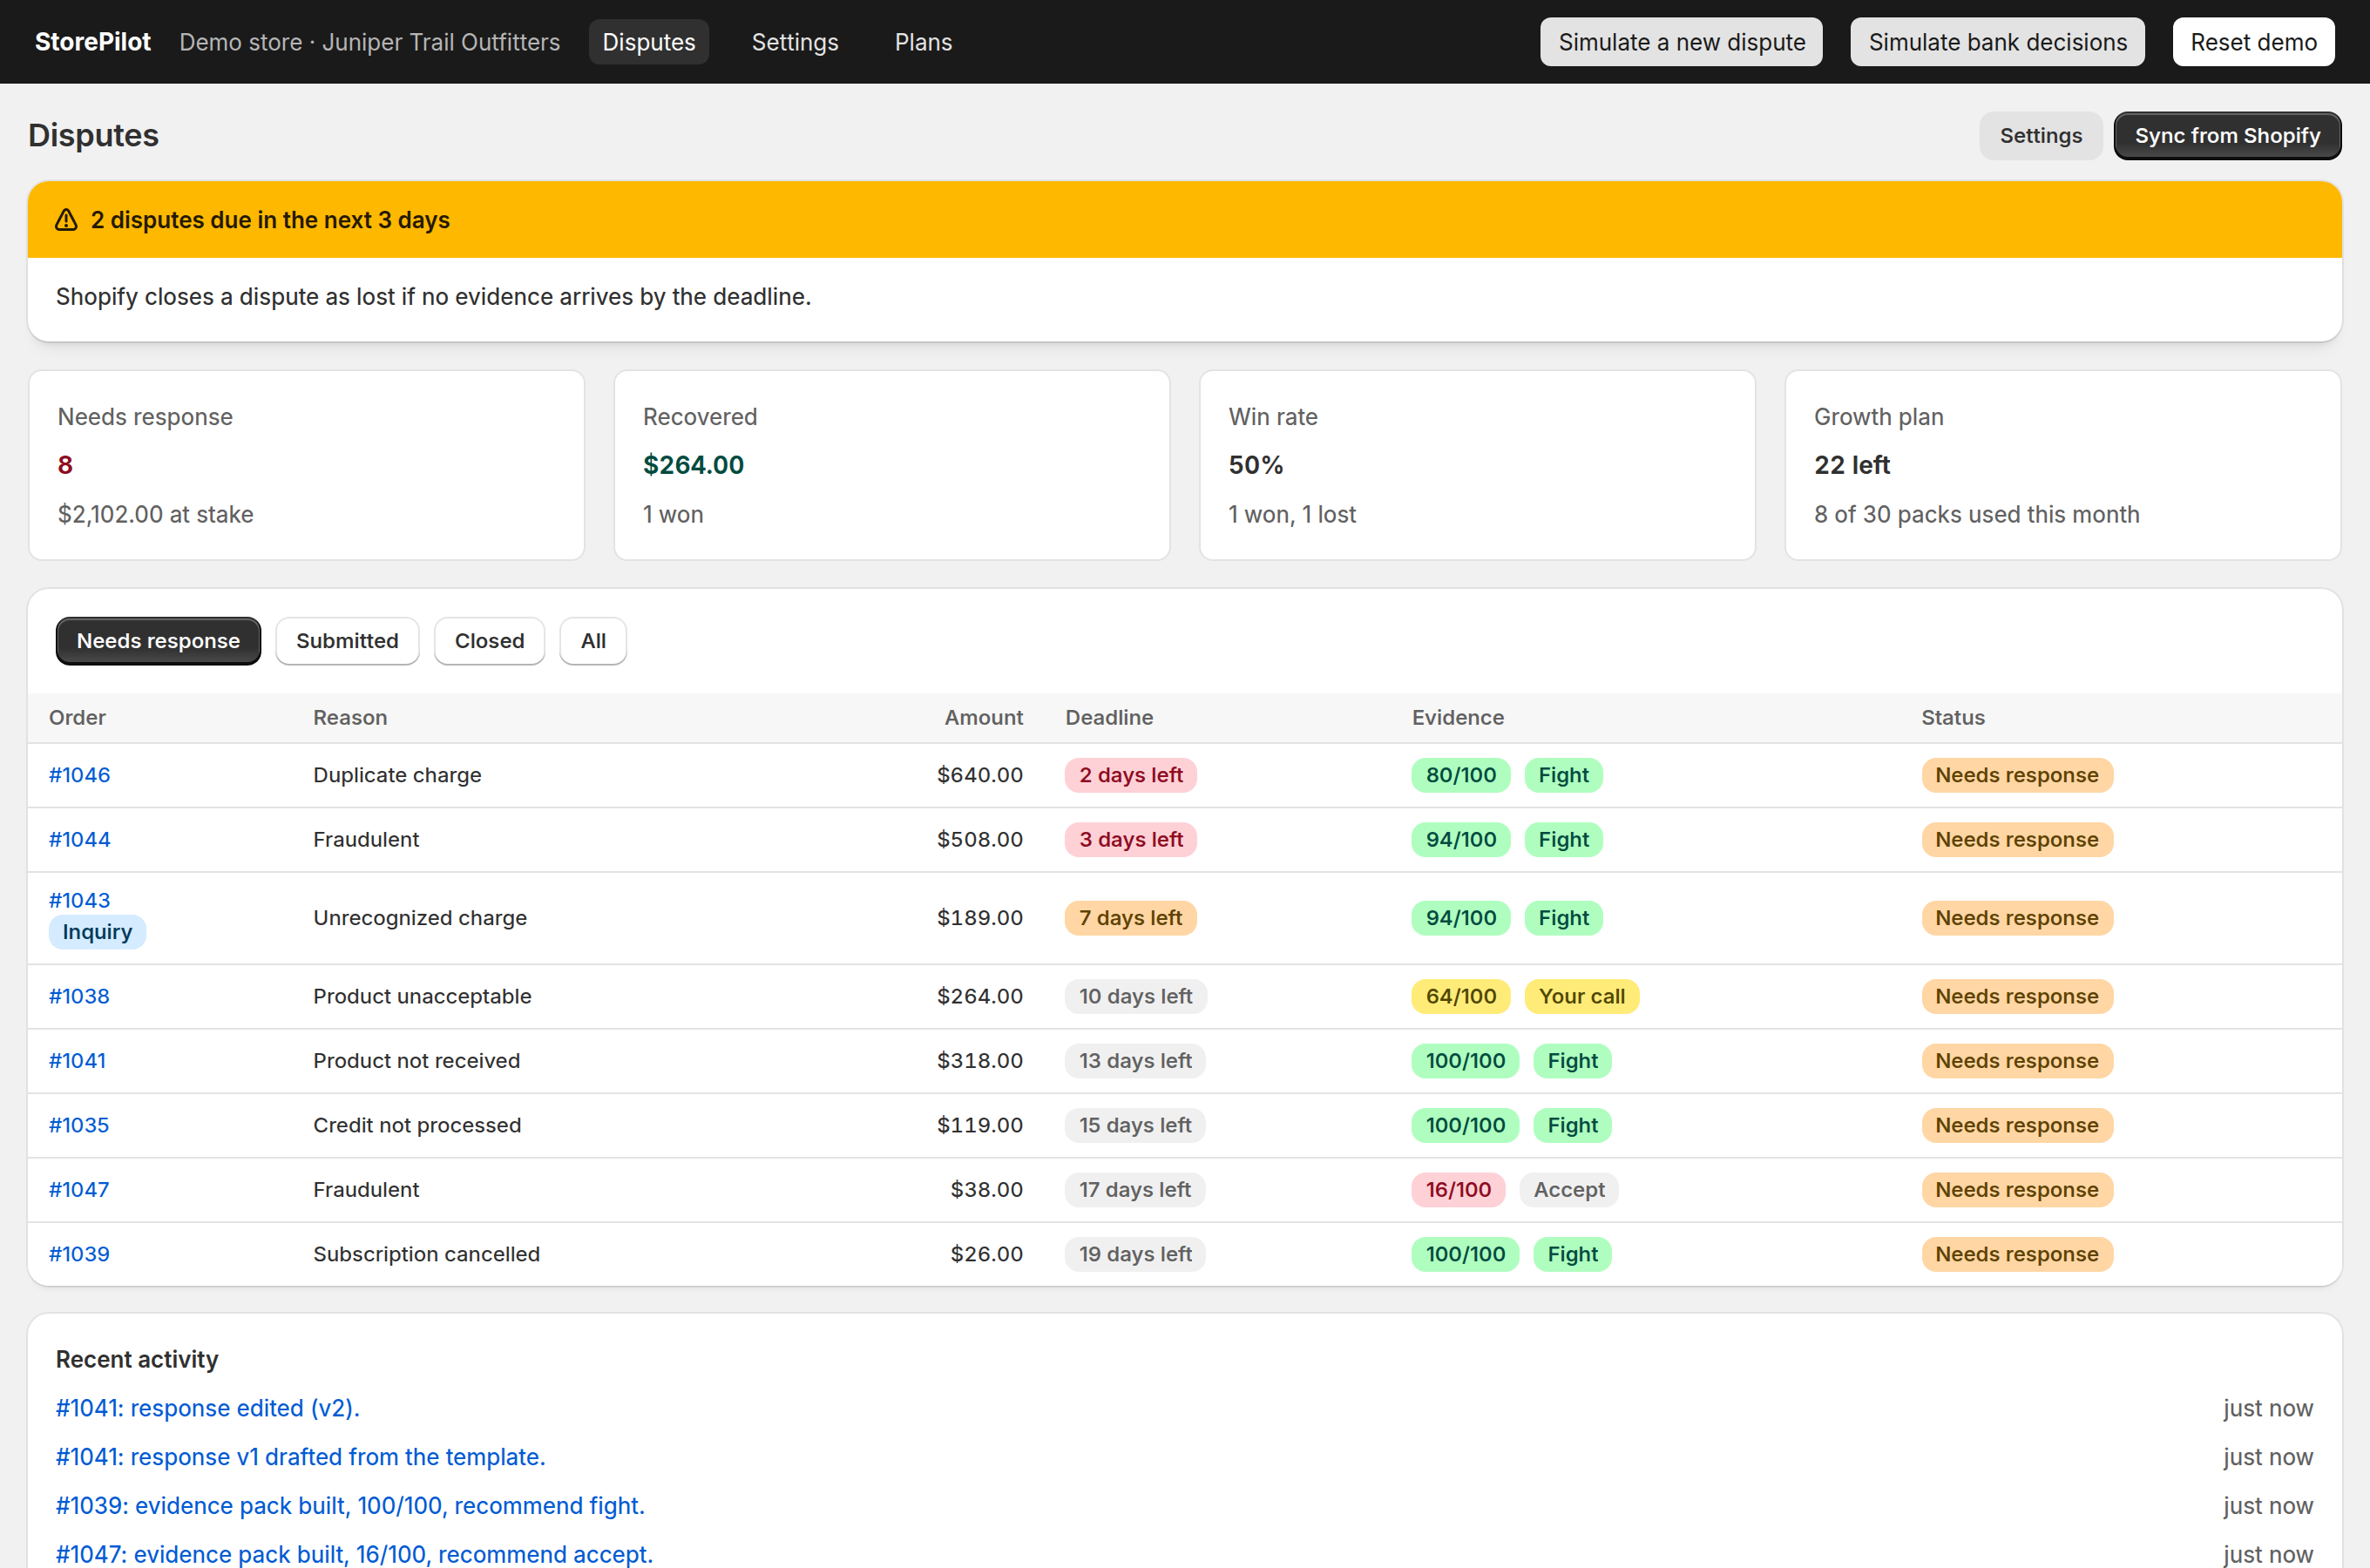 StorePilot Demo store · Juniper Trail Outfitters Disputes Settings Plans Simulate a new dispute Simulate bank decisions Reset demo
Disputes Settings Sync from Shopify
2 disputes due in the next 3 days
Shopify closes a dispute as lost if no evidence arrives by the deadline.
Needs response
8
$2,102.00 at stake
Recovered
$264.00
1 won
Win rate
50%
1 won, 1 lost
Growth plan
22 left
8 of 30 packs used this month
Needs response Submitted Closed All
Order Reason Amount Deadline Evidence Status
#1046 Duplicate charge $640.00 2 days left 80/100 Fight Needs response
#1044 Fraudulent $508.00 3 days left 94/100 Fight Needs response
#1043 Inquiry Unrecognized charge $189.00 7 days left 94/100 Fight Needs response
#1038 Product unacceptable $264.00 10 days left 64/100 Your call Needs response
#1041 Product not received $318.00 13 days left 100/100 Fight Needs response
#1035 Credit not processed $119.00 15 days left 100/100 Fight Needs response
#1047 Fraudulent $38.00 17 days left 16/100 Accept Needs response
#1039 Subscription cancelled $26.00 19 days left 100/100 Fight Needs response
Recent activity
#1041: response edited (v2). just now
#1041: response v1 drafted from the template. just now
#1039: evidence pack built, 100/100, recommend fight. just now
#1047: evidence pack built, 16/100, recommend accept. just now